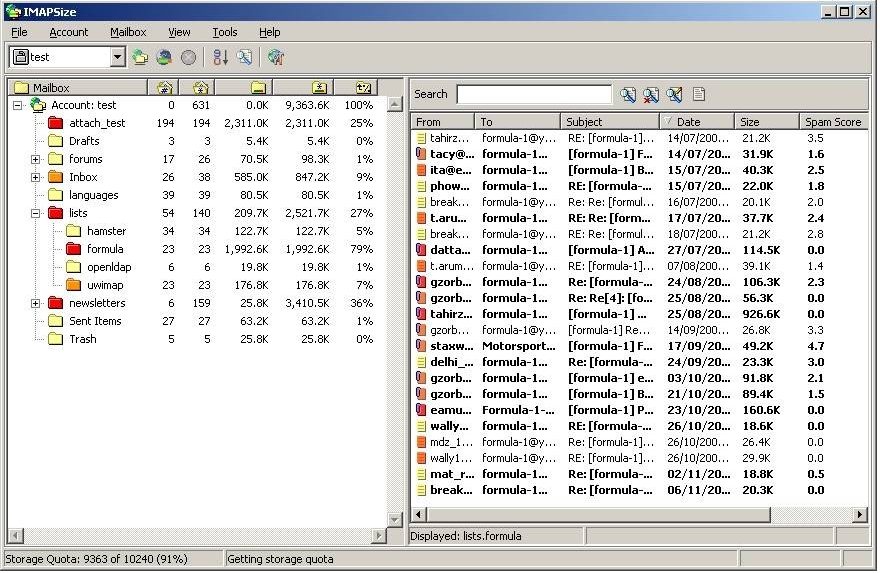 IMAPSize
File Account Mailbox View Tools Help
test
Mailbox
Account: test 0 631 0.0K 9,363.6K 100%
attach_test 194 194 2,311.0K 2,311.0K 25%
Drafts 3 3 5.4K 5.4K 0%
forums 17 26 70.5K 98.3K 1%
Inbox 26 38 585.0K 847.2K 9%
languages 39 39 80.5K 80.5K 1%
lists 54 140 209.7K 2,521.7K 27%
hamster 34 34 122.7K 122.7K 5%
formula 23 23 1,992.6K 1,992.6K 79%
openldap 6 6 19.8K 19.8K 1%
uwimap 23 23 176.8K 176.8K 7%
newsletters 6 159 25.8K 3,410.5K 36%
Sent Items 27 27 63.2K 63.2K 1%
Trash 5 5 25.8K 25.8K 0%
Search
From To Subject Date Size Spam Score
tahirz... formula-1@y... RE: [formula-1]... 14/07/200... 21.2K 3.5
tacy@... formula-1... [formula-1] F... 14/07/20... 31.9K 1.6
ita@e... formula-1... [formula-1] B... 15/07/20... 40.3K 2.5
phow... formula-1... RE: [formula-... 15/07/20... 22.0K 1.8
break... formula-1@y... Re: Re: [formul... 16/07/200... 20.1K 2.0
t.aru... formula-1... RE: Re: [form... 17/07/20... 37.7K 2.4
break... formula-1@y... Re: [formula-1]... 18/07/200... 21.2K 2.8
datta... formula-1... [formula-1] A... 27/07/20... 114.5K 0.0
t.arum... formula-1@y... RE: [formula-1]... 07/08/200... 39.1K 1.4
gzorb... formula-1... Re: [formula-... 24/08/20... 106.3K 2.3
gzorb... formula-1... Re: Re[4]: [fo... 25/08/20... 56.3K 0.0
tahirz... formula-1... [formula-1] ... 25/08/20... 926.6K 0.0
gzorb... formula-1@y... [formula-1] Re... 14/09/200... 26.8K 3.3
staxw... Motorsport... [formula-1] F... 17/09/20... 49.2K 4.7
delhi_... formula-1... Re: [formula-... 24/09/20... 23.3K 3.0
gzorb... formula-1... [formula-1] e... 03/10/20... 91.8K 2.1
gzorb... formula-1... [formula-1] B... 21/10/20... 89.4K 1.5
eamu... Formula-1-... [formula-1] P... 23/10/20... 160.6K 0.0
wally... formula-1... RE: [formula-... 26/10/20... 18.6K 0.0
mdz_1... formula-1@y... Re: [formula-1]... 26/10/200... 26.4K 0.0
wally1... formula-1@y... RE: [formula-1]... 26/10/200... 29.9K 0.0
mat_r... formula-1... Re: [formula-... 02/11/20... 18.8K 0.5
break... formula-1... Re: [formula-... 06/11/20... 20.3K 0.0
Displayed: lists.formula
Storage Quota: 9363 of 10240 (91%) Getting storage quota